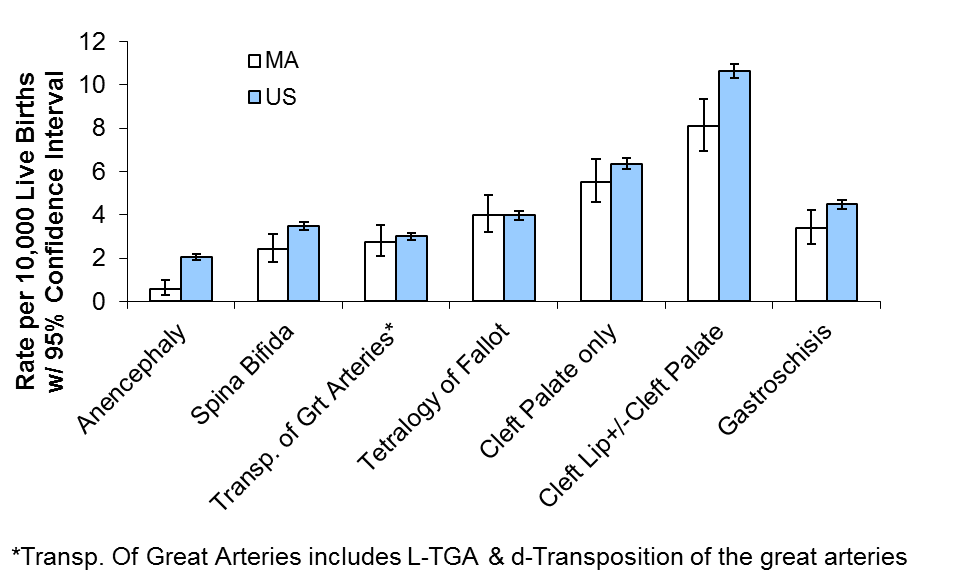 12
10
8
6
4
2
0
Rate per 10,000 Live Births
w/ 95% Confidence Interval
MA
US
Anencephaly
Spina Bifida
Transp. of Grt Arteries*
Tetralogy of Fallot
Cleft Palate only
Cleft Lip+/-Cleft Palate
Gastroschisis
*Transp. Of Great Arteries includes L-TGA & d-Transposition of the great arteries